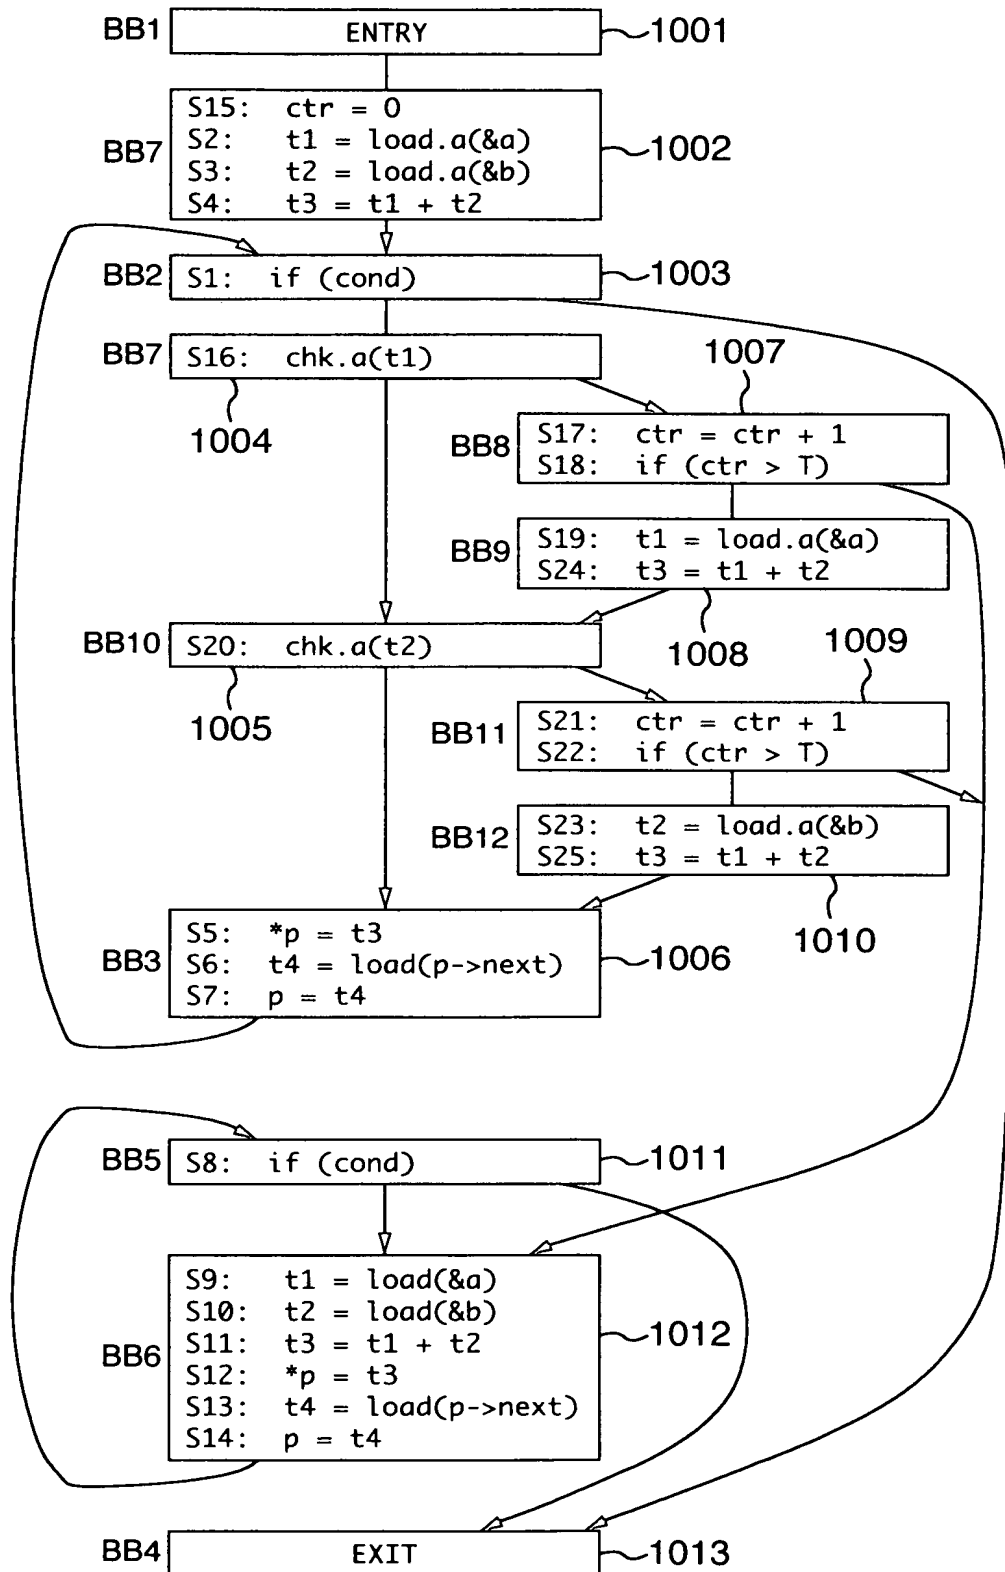 BB1 ENTRY 1001
S15: ctr = 0
S2: t1 = load.a(&a)
BB7 1002
S3: t2 = load.a(&b)
S4: t3 = t1 + t2
BB2 S1: if (cond) 1003
BB7 S16: chk.a(t1)
1007
1004
S17: ctr = ctr + 1
BB8
S18: if (ctr > T)
S19: t1 = load.a(&a)
BB9
S24: t3 = t1 + t2
BB10 S20: chk.a(t2)
1008
1009
1005
S21: ctr = ctr + 1
BB11
S22: if (ctr > T)
S23: t2 = load.a(&b)
BB12
S25: t3 = t1 + t2
1010
S5: *p = t3
BB3 S6: t4 = load(p->next) 1006
S7: p = t4
BB5 S8: if (cond) 1011
S9: t1 = load(&a)
S10: t2 = load(&b)
S11: t3 = t1 + t2
BB6 1012
S12: *p = t3
S13: t4 = load(p->next)
S14: p = t4
BB4 EXIT 1013